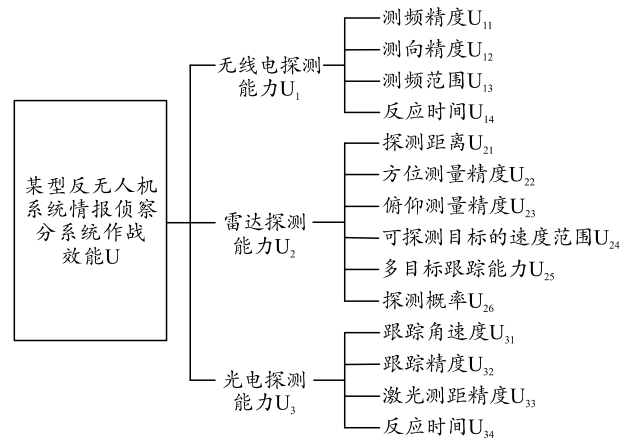 某型反无人机
系统情报侦察
分系统作战
效能U
无线电探测
能力U₁
测频精度U₁₁
测向精度U₁₂
测频范围U₁₃
反应时间U₁₄
雷达探测
能力U₂
探测距离U₂₁
方位测量精度U₂₂
俯仰测量精度U₂₃
可探测目标的速度范围U₂₄
多目标跟踪能力U₂₅
探测概率U₂₆
光电探测
能力U₃
跟踪角速度U₃₁
跟踪精度U₃₂
激光测距精度U₃₃
反应时间U₃₄